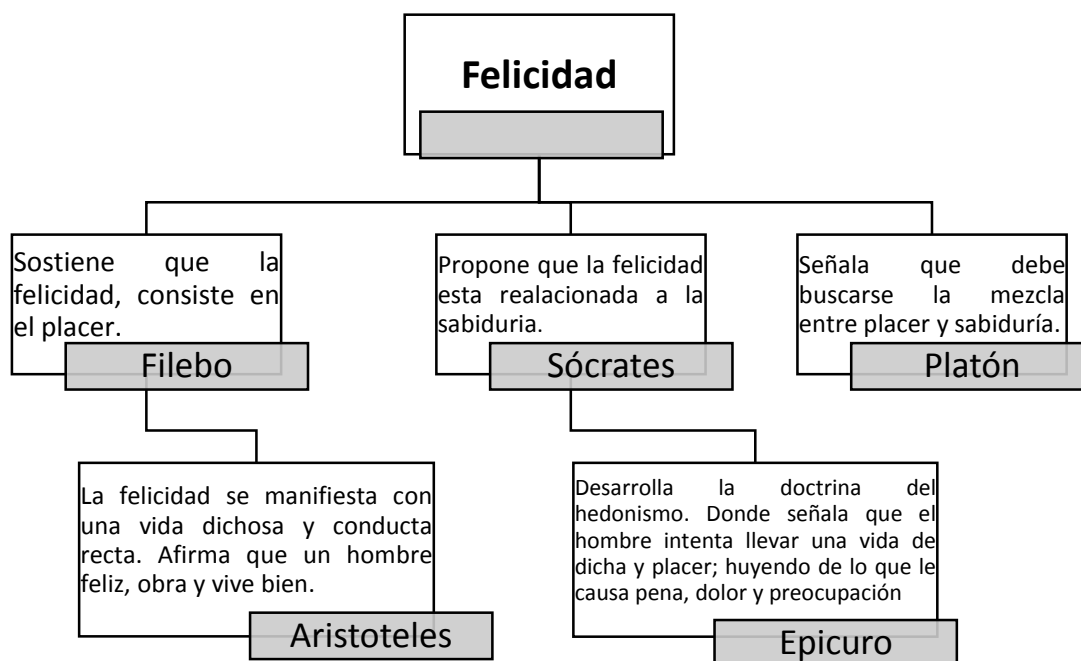 Felicidad
Sostiene que la
felicidad, consiste en
el placer.
Filebo
Propone que la felicidad
esta realacionada a la
sabiduria.
Sócrates
Señala que debe
buscarse la mezcla
entre placer y sabiduría.
Platón
La felicidad se manifiesta con
una vida dichosa y conducta
recta. Afirma que un hombre
feliz, obra y vive bien.
Aristoteles
Desarrolla la doctrina del
hedonismo. Donde señala que el
hombre intenta llevar una vida de
dicha y placer; huyendo de lo que le
causa pena, dolor y preocupación
Epicuro